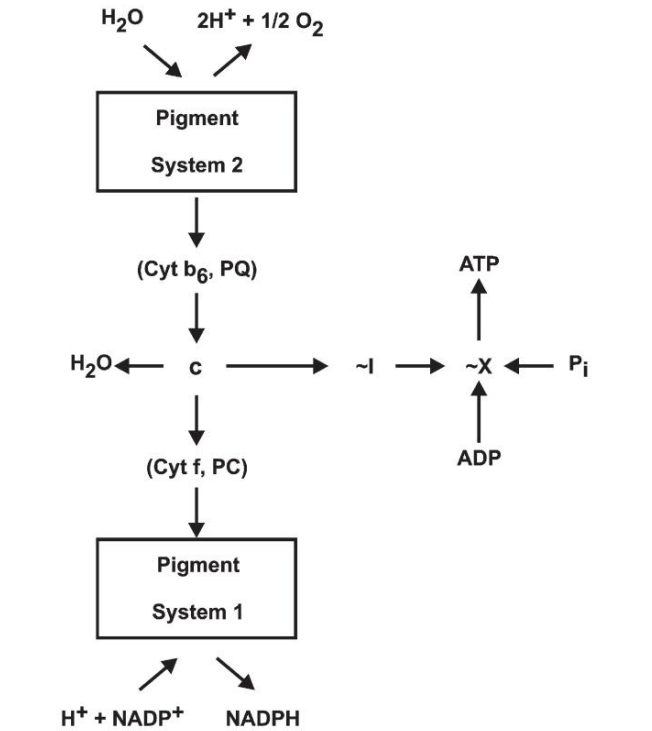 H₂O 2H⁺ + 1/2 O₂
Pigment
System 2
(Cyt b₆, PQ)
ATP
H₂O c ~I ~X Pᵢ
ADP
(Cyt f, PC)
Pigment
System 1
H⁺ + NADP⁺ NADPH